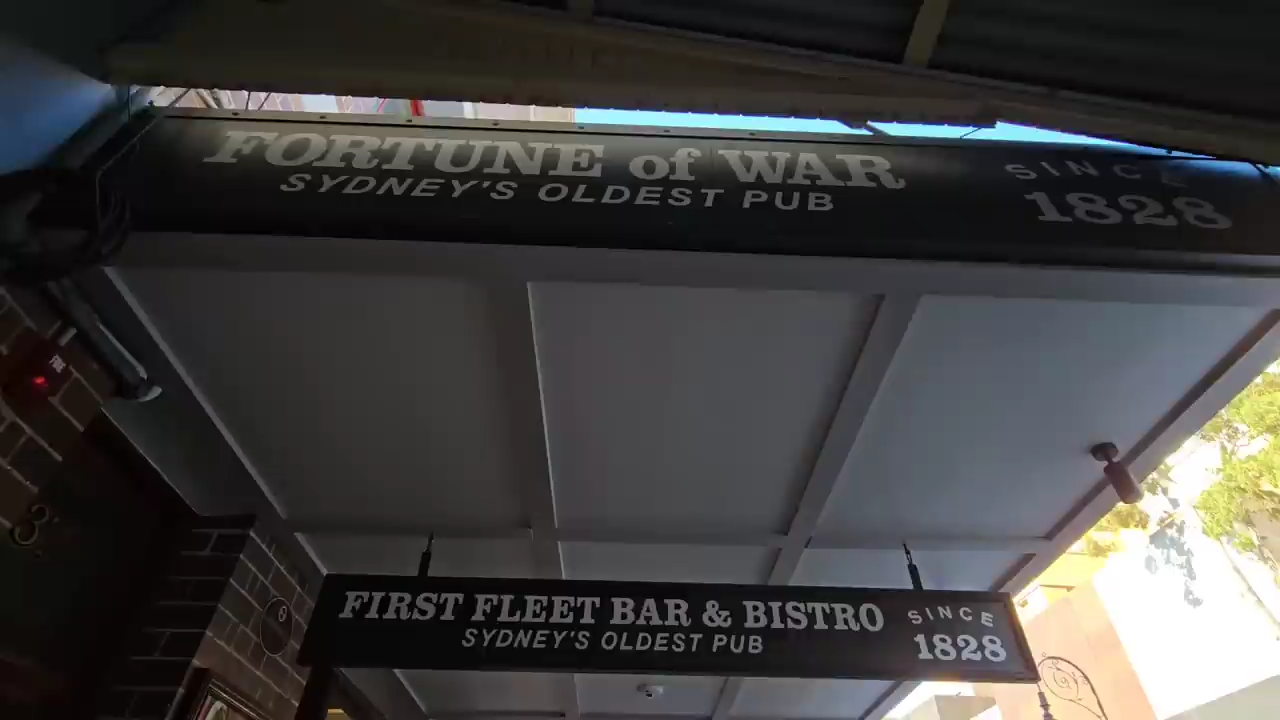 FORTUNE of WAR
SYDNEY'S OLDEST PUB
SINCE
1828
FIRST FLEET BAR & BISTRO
SYDNEY'S OLDEST PUB
SINCE
1828